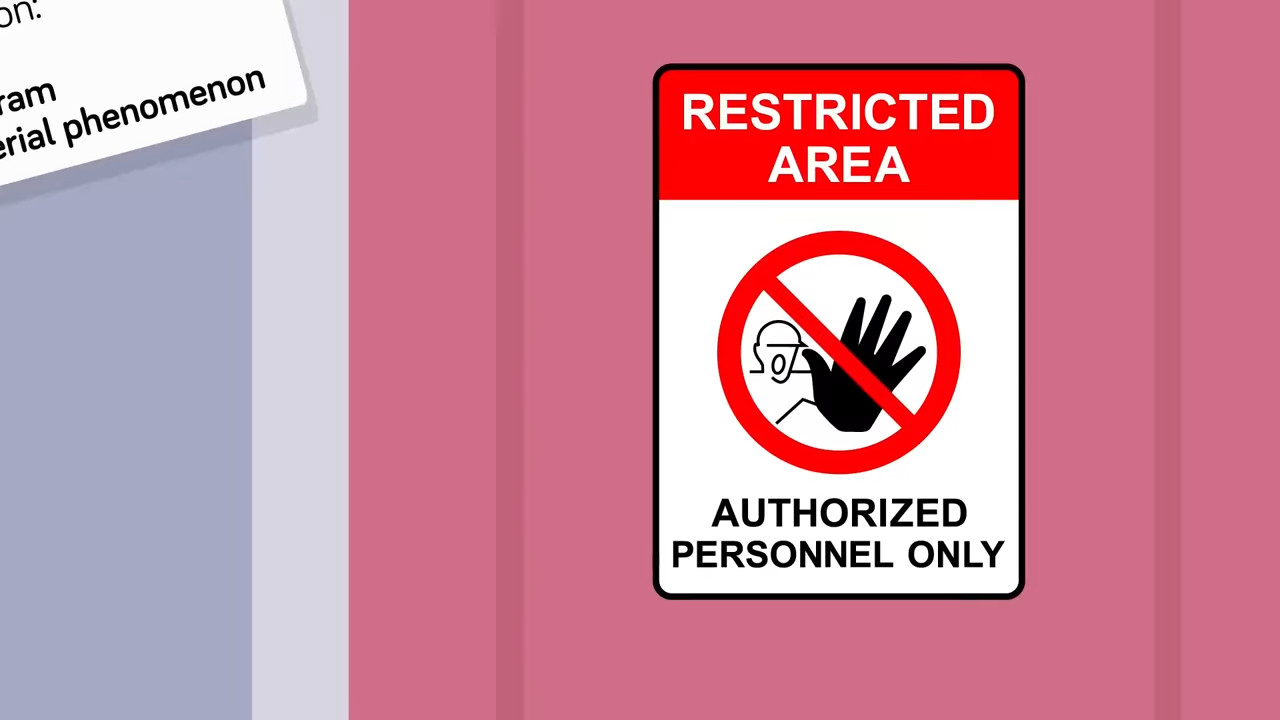 on:
ram
erial phenomenon
RESTRICTED
AREA
AUTHORIZED
PERSONNEL ONLY